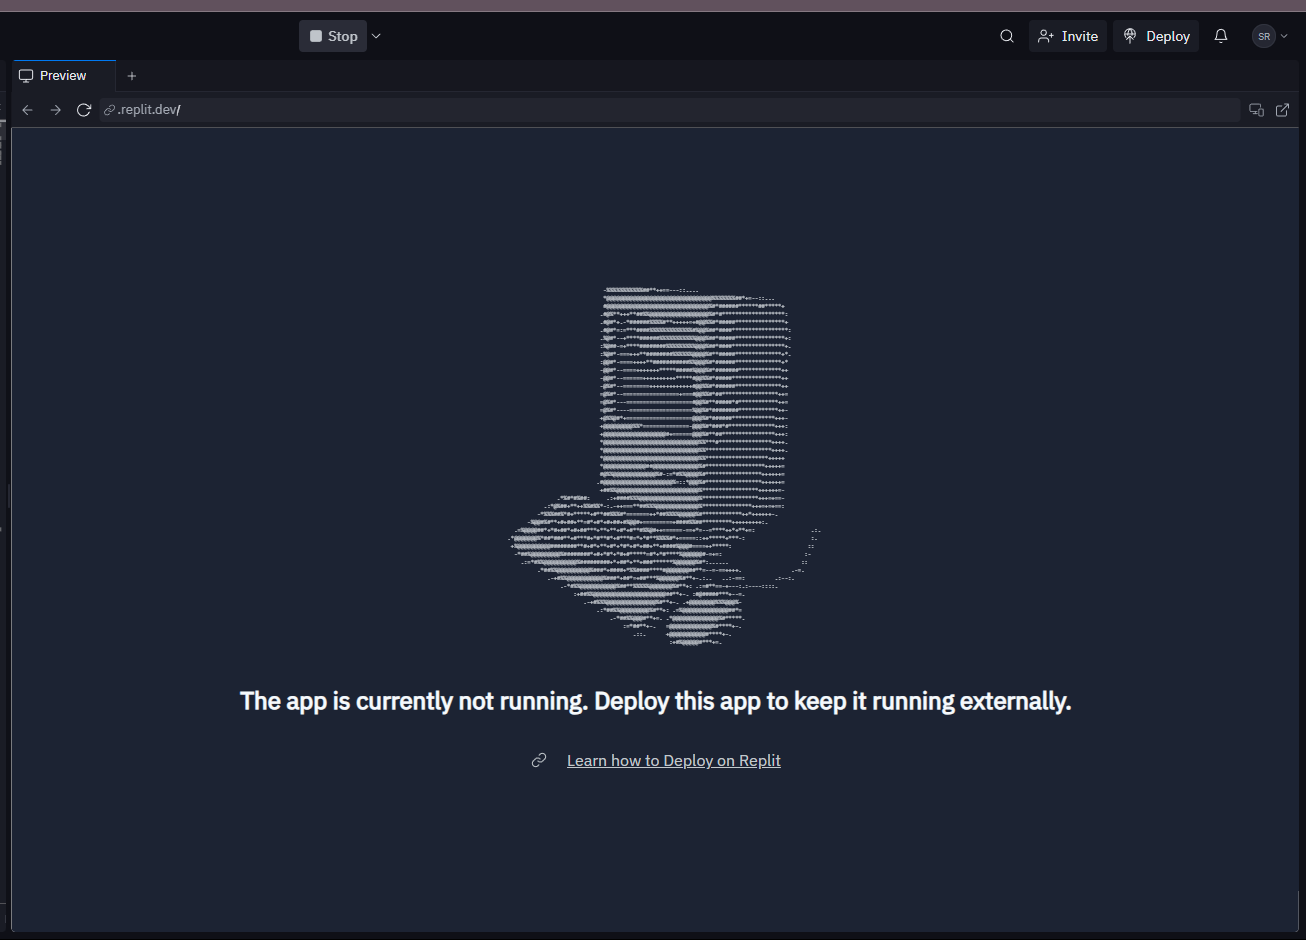 Stop
Invite
Deploy
SR
Preview
.replit.dev/
The app is currently not running. Deploy this app to keep it running externally.
Learn how to Deploy on Replit